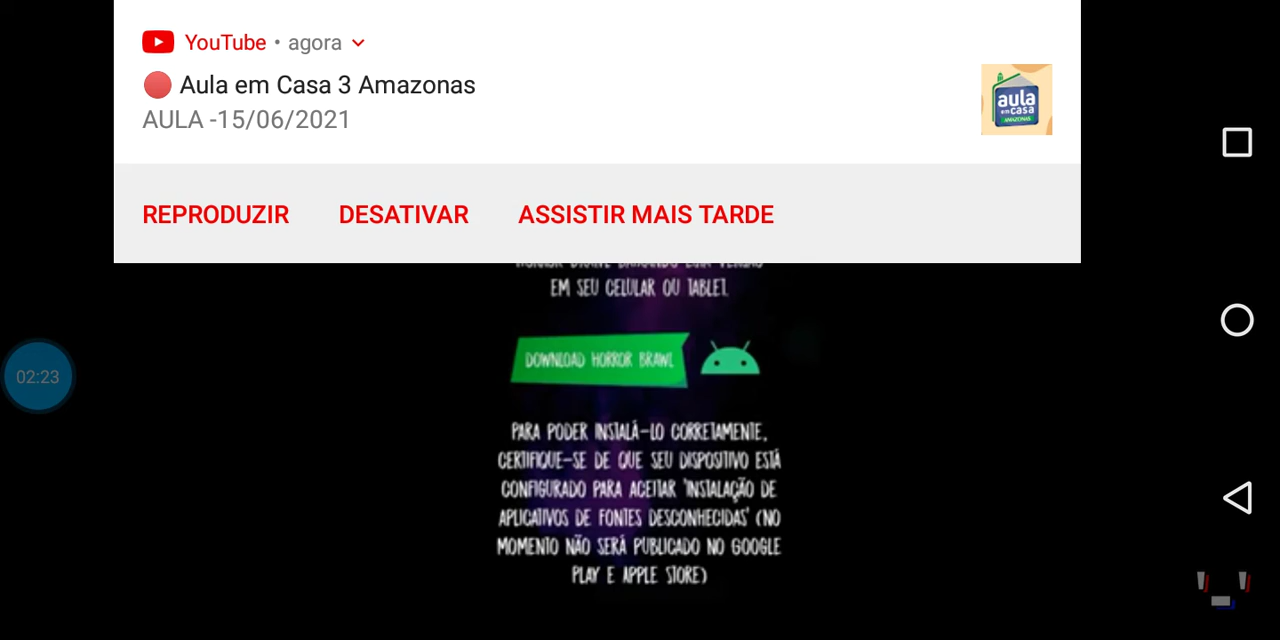 YouTube • agora
Aula em Casa 3 Amazonas
AULA -15/06/2021
aula
em casa
AMAZONAS
REPRODUZIR DESATIVAR ASSISTIR MAIS TARDE
EM SEU CELULAR OU TABLET.
02:23
DOWNLOAD HORROR BRAWL
PARA PODER INSTALÁ-LO CORRETAMENTE,
CERTIFIQUE-SE DE QUE SEU DISPOSITIVO ESTÁ
CONFIGURADO PARA ACEITAR 'INSTALAÇÃO DE
APLICATIVOS DE FONTES DESCONHECIDAS' (NO
MOMENTO NÃO SERÁ PUBLICADO NO GOOGLE
PLAY E APPLE STORE)